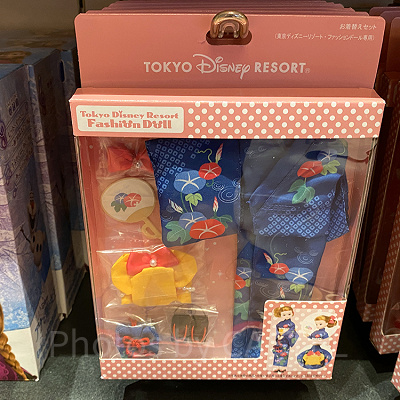 お着替えセット
(東京ディズニーリゾート・ファッションドール専用)
TOKYO Disney RESORT®
Tokyo Disney Resort
Fashion Doll